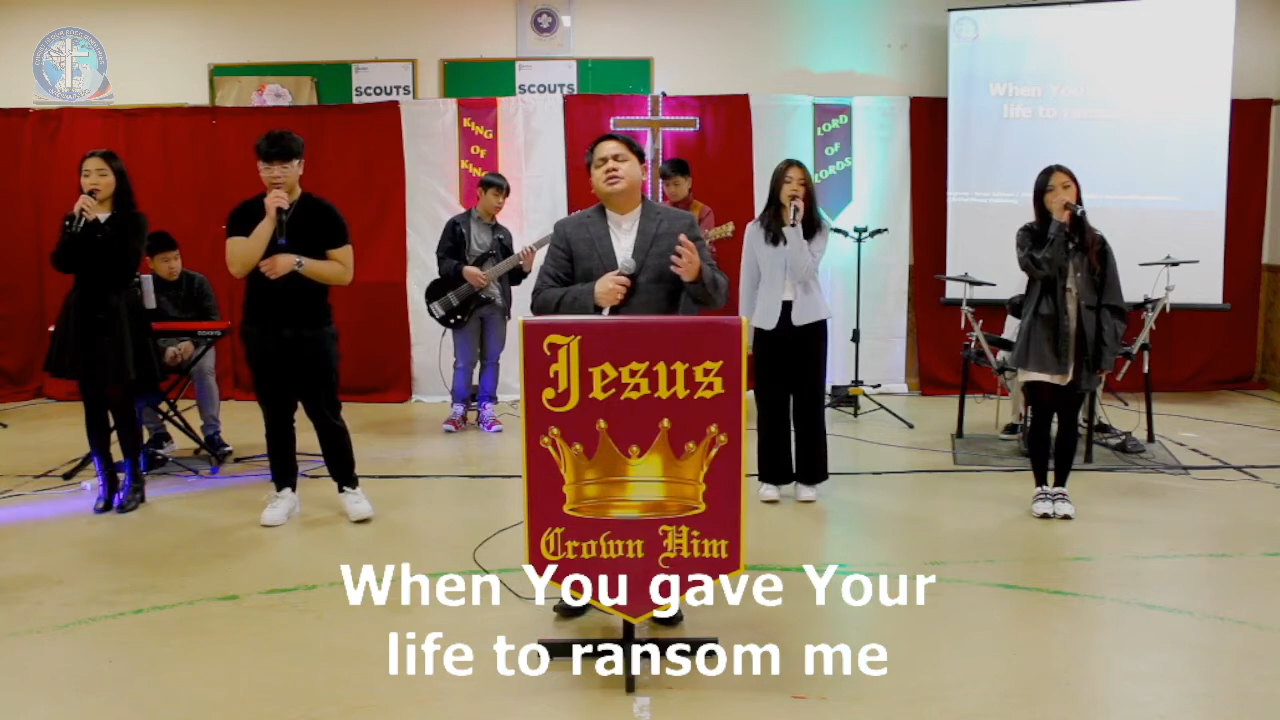 SCOUTS
SCOUTS
KING
OF
KINGS
LORD
OF
LORDS
When You
life to ransom
Jesus
Crown Him
When You gave Your
life to ransom me